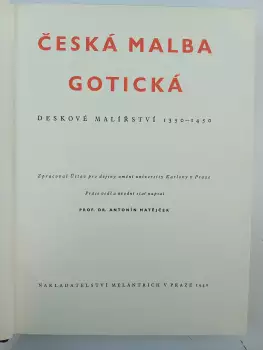 ČESKÁ MALBA
GOTICKÁ
DESKOVÉ MALÍŘSTVÍ 1350–1450
Zpracoval Ústav pro dějiny umění university Karlovy v Praze
Práce vedl a úvodní stať napsal
PROF. DR. ANTONÍN MATĚJČEK
NAKLADATELSTVÍ MELANTRICH V PRAZE